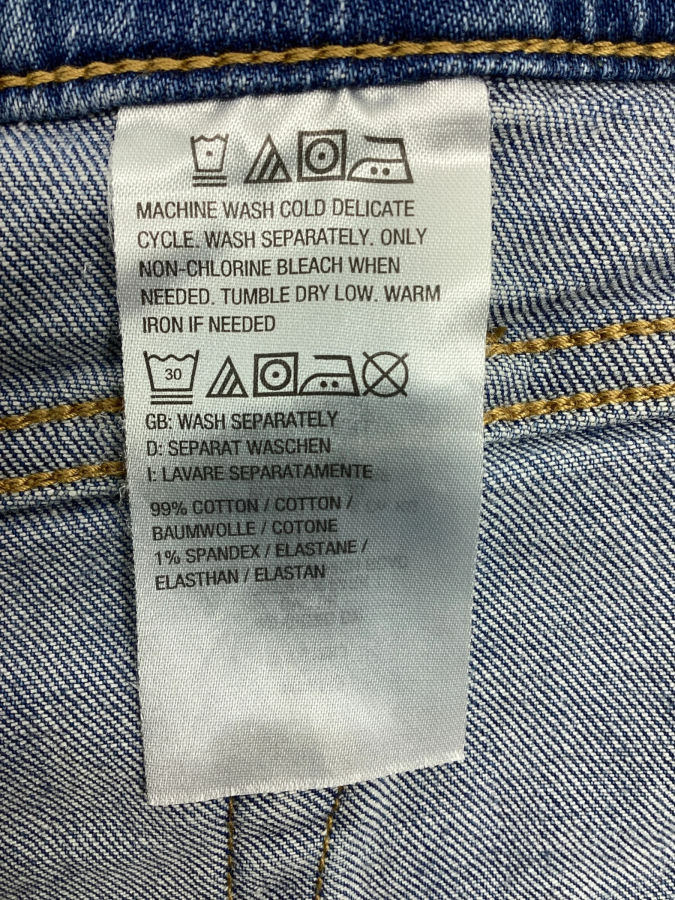 MACHINE WASH COLD DELICATE
CYCLE. WASH SEPARATELY. ONLY
NON-CHLORINE BLEACH WHEN
NEEDED. TUMBLE DRY LOW. WARM
IRON IF NEEDED
30
GB: WASH SEPARATELY
D: SEPARAT WASCHEN
I: LAVARE SEPARATAMENTE
99% COTTON / COTTON /
BAUMWOLLE / COTONE
1% SPANDEX / ELASTANE /
ELASTHAN / ELASTAN